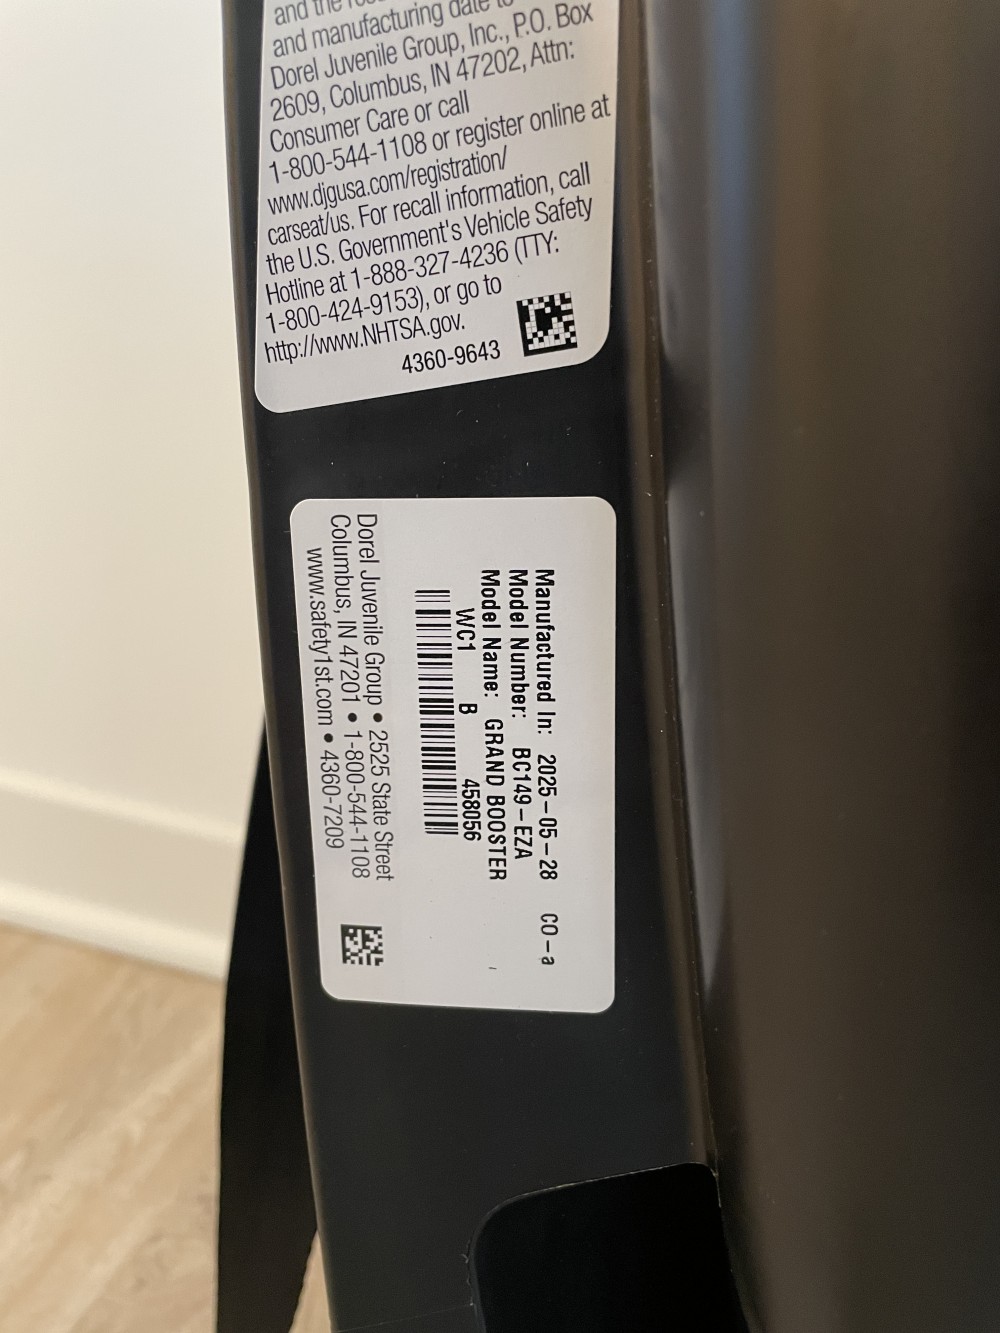 and the
and manufacturing date to
Dorel Juvenile Group, Inc., P.O. Box
2609, Columbus, IN 47202, Attn:
Consumer Care or call
1-800-544-1108 or register online at
www.djgusa.com/registration/
carseat/us. For recall information, call
the U.S. Government's Vehicle Safety
Hotline at 1-888-327-4236 (TTY:
1-800-424-9153), or go to
http://www.NHTSA.gov.
4360-9643
Manufactured In: 2025-05-28 CO-a
Model Number: BC149-EZA
Model Name: GRAND BOOSTER
WC1 B 458056
Dorel Juvenile Group • 2525 State Street
Columbus, IN 47201 • 1-800-544-1108
www.safety1st.com • 4360-7209